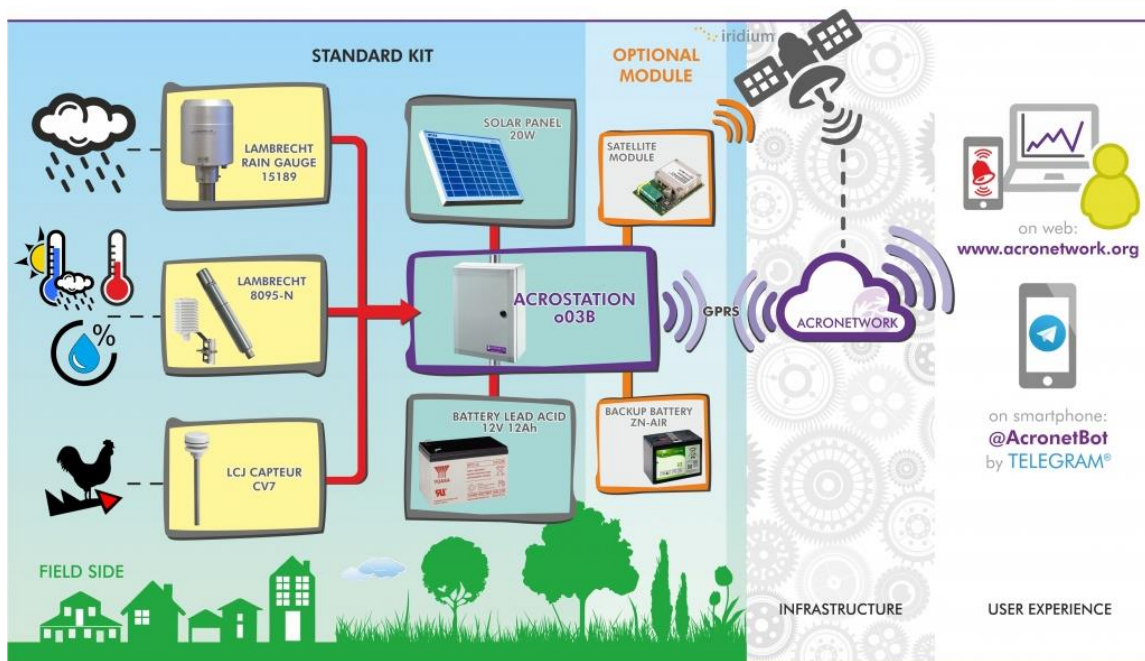 STANDARD KIT
OPTIONAL
MODULE
iridium
LAMBRECHT
RAIN GAUGE
15189
SOLAR PANEL
20W
SATELLITE
MODULE
LAMBRECHT
8095-N
%
ACROSTATION
o03B
GPRS
ACRONETWORK
LCJ CAPTEUR
CV7
BATTERY LEAD ACID
12V 12Ah
BACKUP BATTERY
ZN-AIR
on web:
www.acronetwork.org
on smartphone:
@AcronetBot
by TELEGRAM®
FIELD SIDE
INFRASTRUCTURE
USER EXPERIENCE